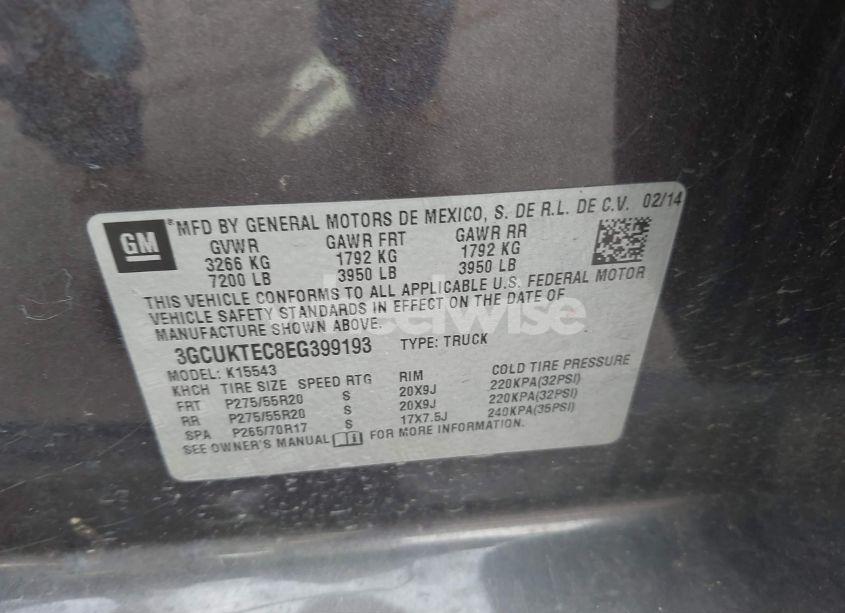 GM
®MFD BY GENERAL MOTORS DE MEXICO, S. DE R.L. DE C.V. 02/14
GVWR GAWR FRT GAWR RR
3266 KG 1792 KG 1792 KG
7200 LB 3950 LB 3950 LB
THIS VEHICLE CONFORMS TO ALL APPLICABLE U.S. FEDERAL MOTOR
VEHICLE SAFETY STANDARDS IN EFFECT ON THE DATE OF
MANUFACTURE SHOWN ABOVE.
3GCUKTEC8EG399193 TYPE: TRUCK
MODEL: K15543
KHCH TIRE SIZE SPEED RTG RIM COLD TIRE PRESSURE
FRT P275/55R20 S 20X9J 220KPA(32PSI)
RR P275/55R20 S 20X9J 220KPA(32PSI)
SPA P265/70R17 S 17X7.5J 240KPA(35PSI)
SEE OWNER'S MANUAL FOR MORE INFORMATION.